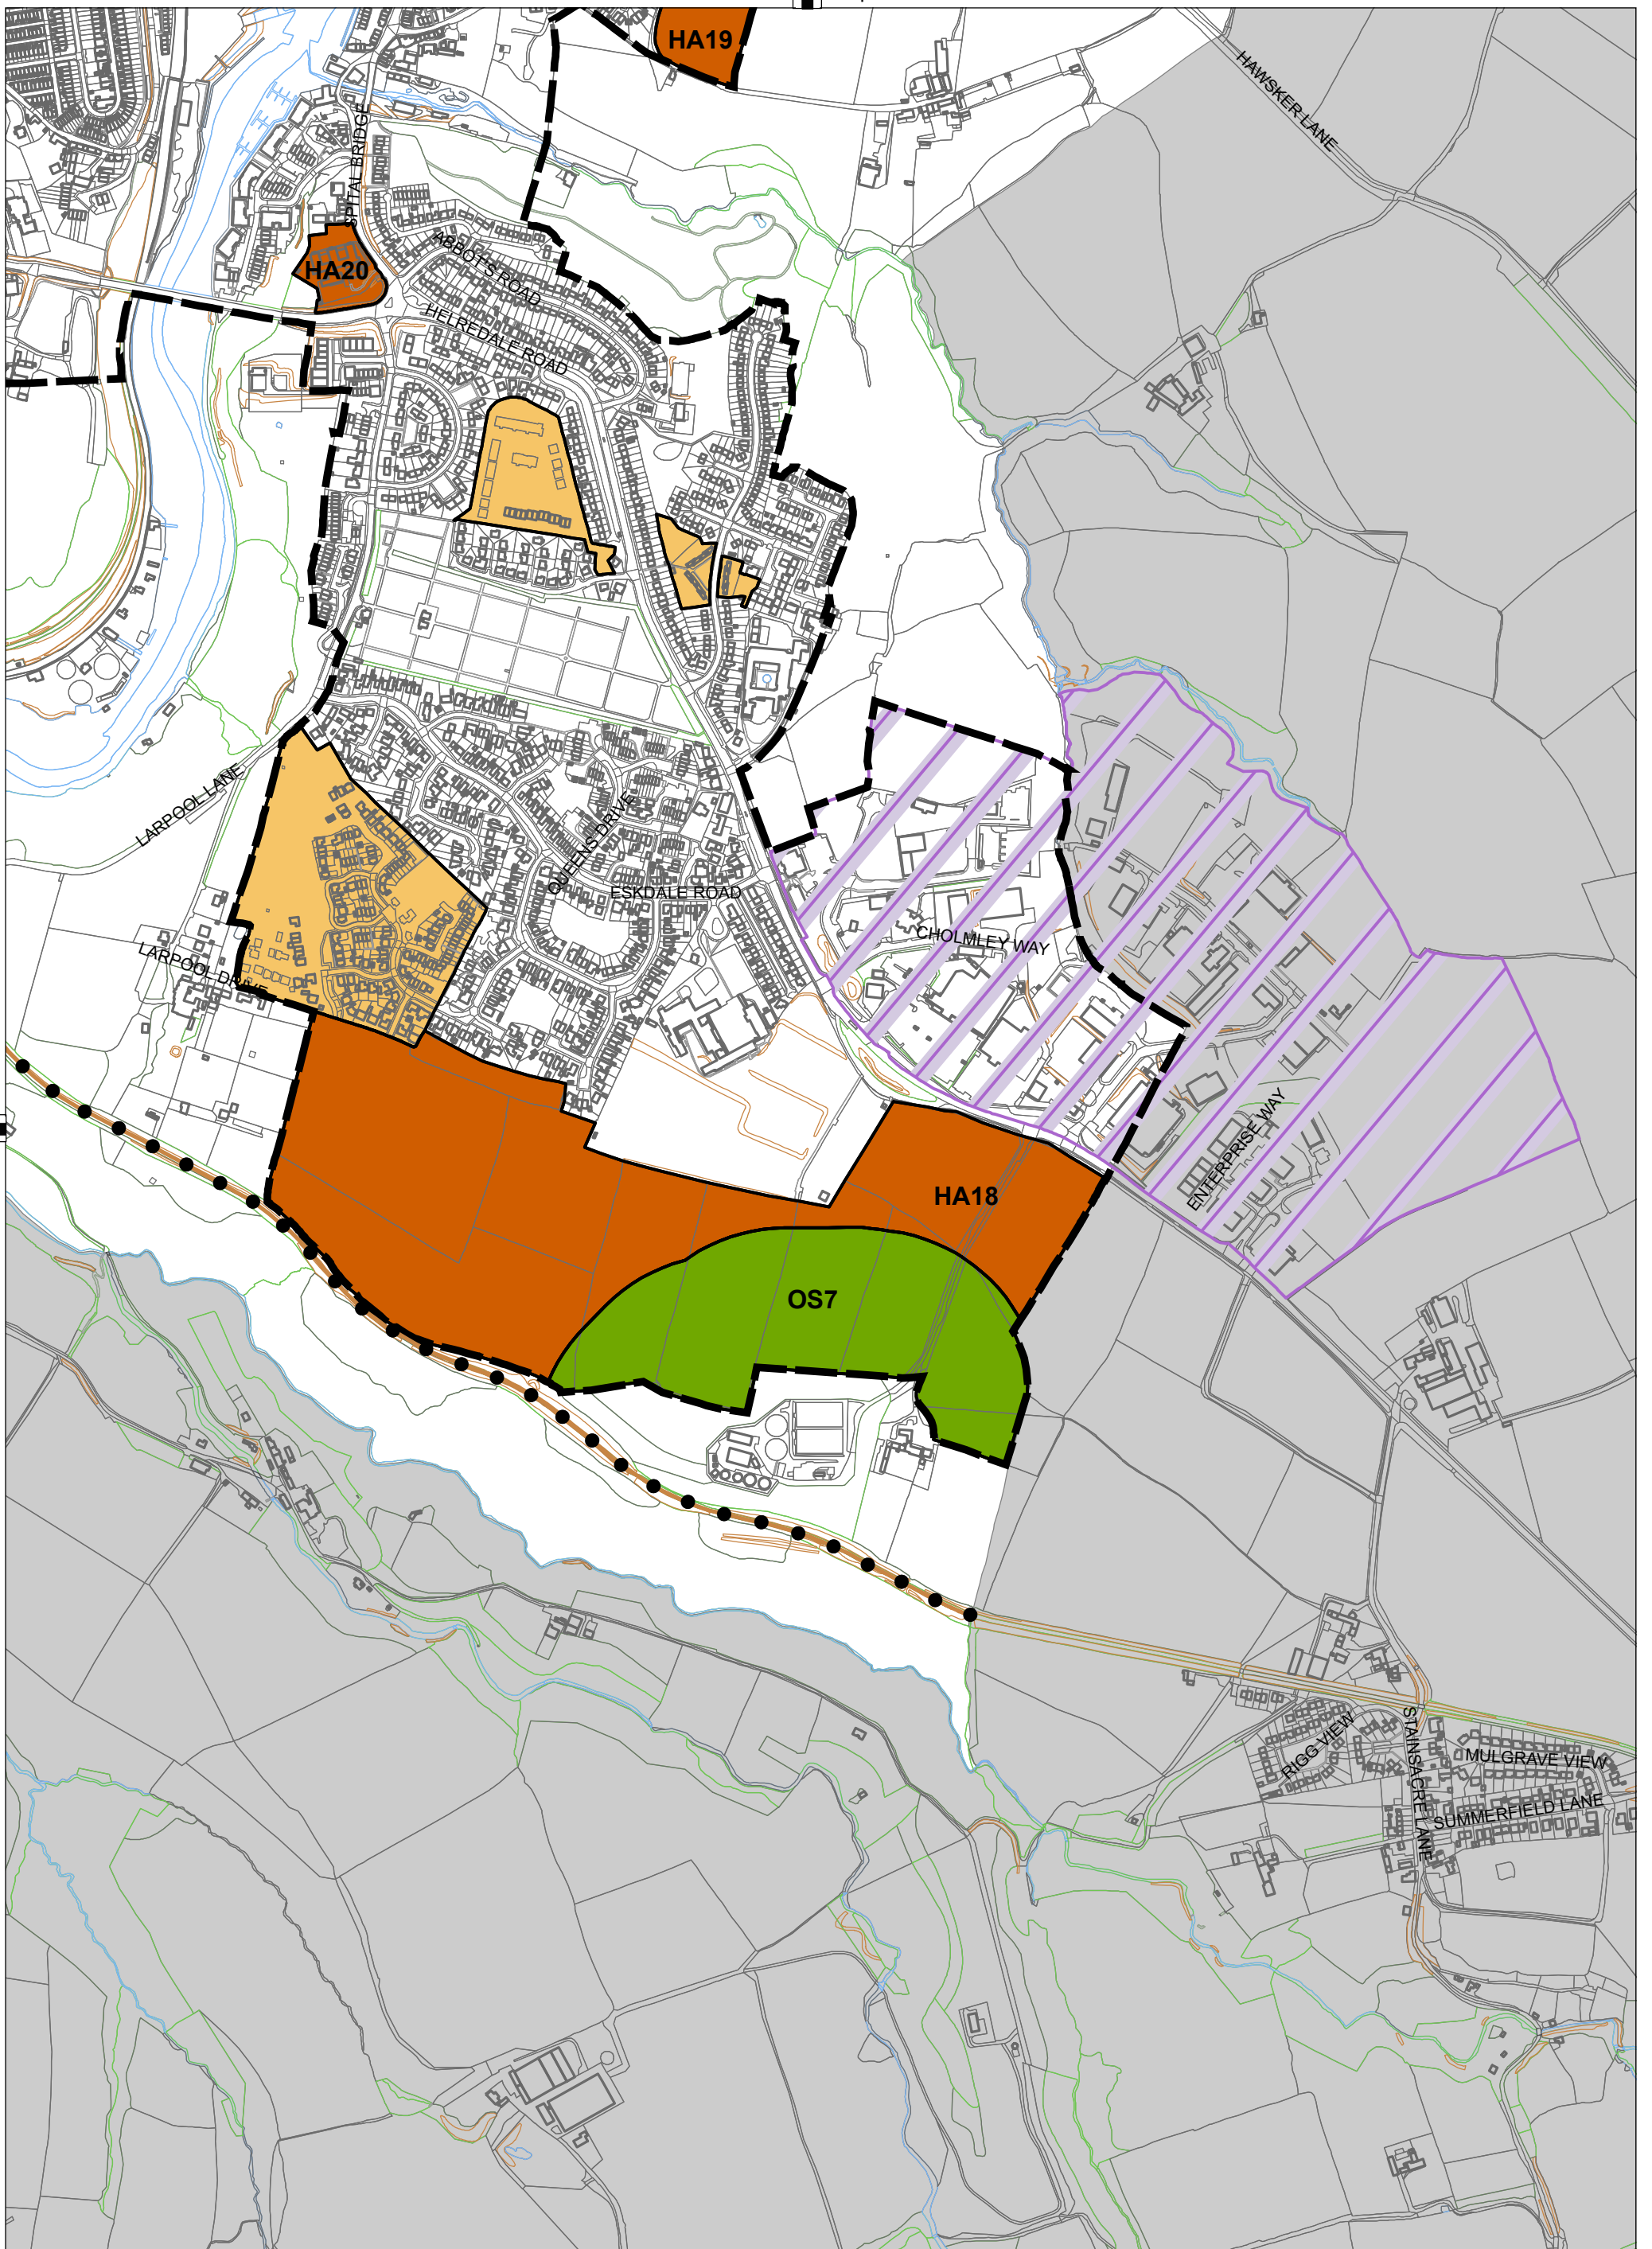 HA19
HAWSKER LANE
SPITAL BRIDGE
ABBOTS ROAD
HA20
HELREDALE ROAD
LARPOOL LANE
QUEENS DRIVE
ESKDALE ROAD
CHOLMLEY WAY
LARPOOL DRIVE
ENTERPRISE WAY
HA18
OS7
RIGG VIEW
STAINSACRE LANE
MULGRAVE VIEW
SUMMERFIELD LANE